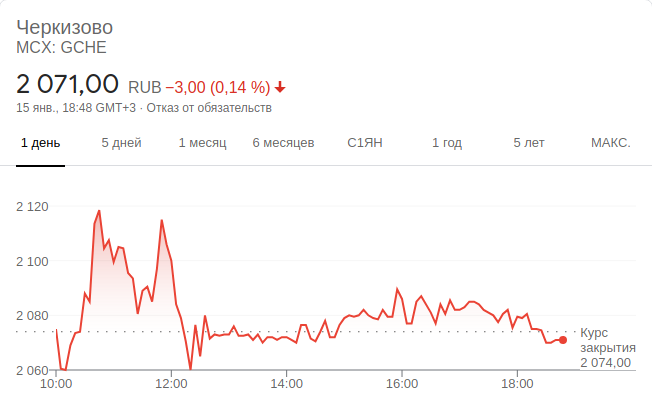 Черкизово
MCX: GCHE
2 071,00 RUB −3,00 (0,14 %)
15 янв., 18:48 GMT+3 · Отказ от обязательств
1 день 5 дней 1 месяц 6 месяцев С1ЯН 1 год 5 лет МАКС.
2 120
2 100
2 080
Курс
закрытия
2 074,00
2 060
10:00 12:00 14:00 16:00 18:00